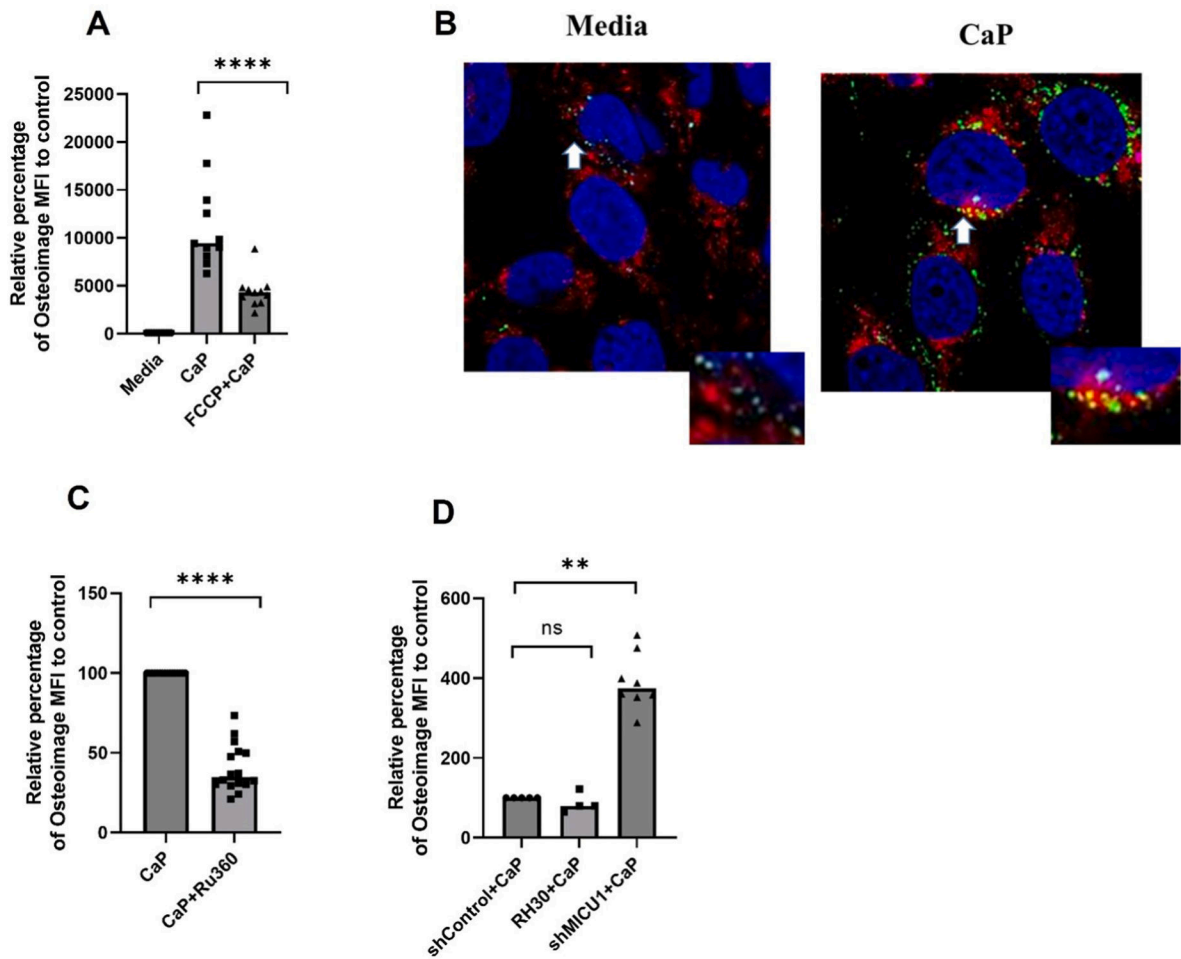 A
Relative percentage
of Osteoimage MFI to control
****
25000
20000
15000
10000
5000
0
Media
CaP
FCCP+CaP
B
Media
CaP
C
Relative percentage
of Osteoimage MFI to control
****
150
100
50
0
CaP
CaP+Ru360
D
Relative percentage
of Osteoimage MFI to control
**
ns
600
400
200
0
shControl+CaP
RH30+CaP
shMICU1+CaP